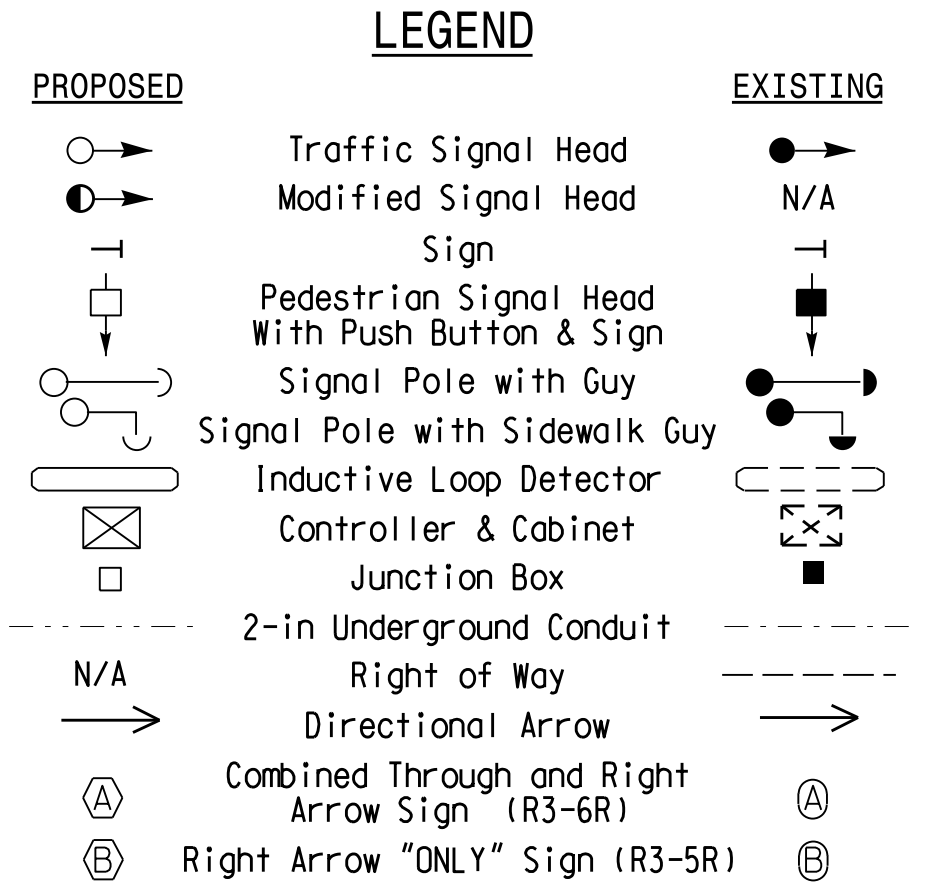 LEGEND
PROPOSED EXISTING
Traffic Signal Head
Modified Signal Head N/A
Sign
Pedestrian Signal Head
With Push Button & Sign
Signal Pole with Guy
Signal Pole with Sidewalk Guy
Inductive Loop Detector
Controller & Cabinet
Junction Box
2-in Underground Conduit
N/A Right of Way
Directional Arrow
Combined Through and Right
A Arrow Sign (R3-6R) A
B Right Arrow "ONLY" Sign (R3-5R) B